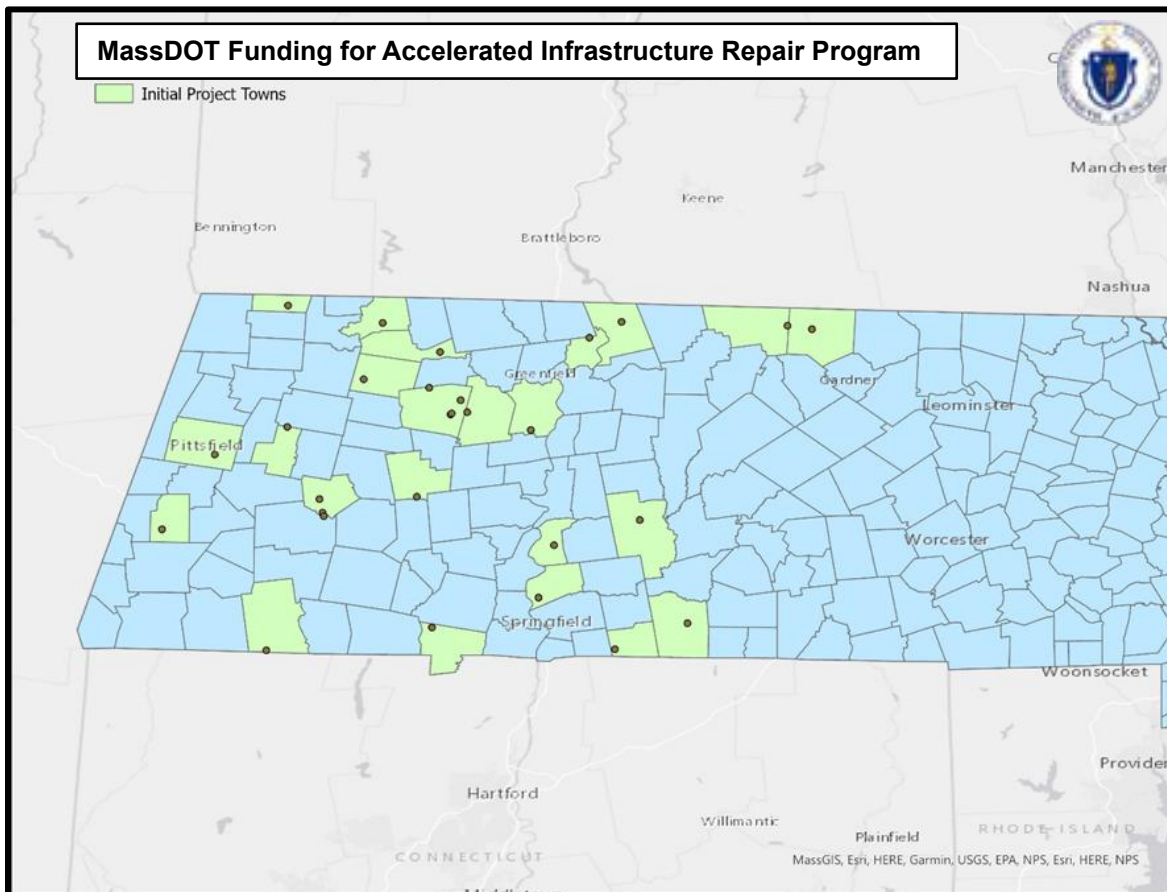 MassDOT Funding for Accelerated Infrastructure Repair Program
Initial Project Towns
Manchester
Keene
Bennington
Brattleboro
Nashua
Greenfield
Gardner
Leominster
Pittsfield
Worcester
Springfield
Woonsocket
Provider
Hartford
Willimantic
Plainfield
RHODE ISLAND
CONNECTICUT
MassGIS, Esri, HERE, Garmin, USGS, EPA, NPS, Esri, HERE, NPS